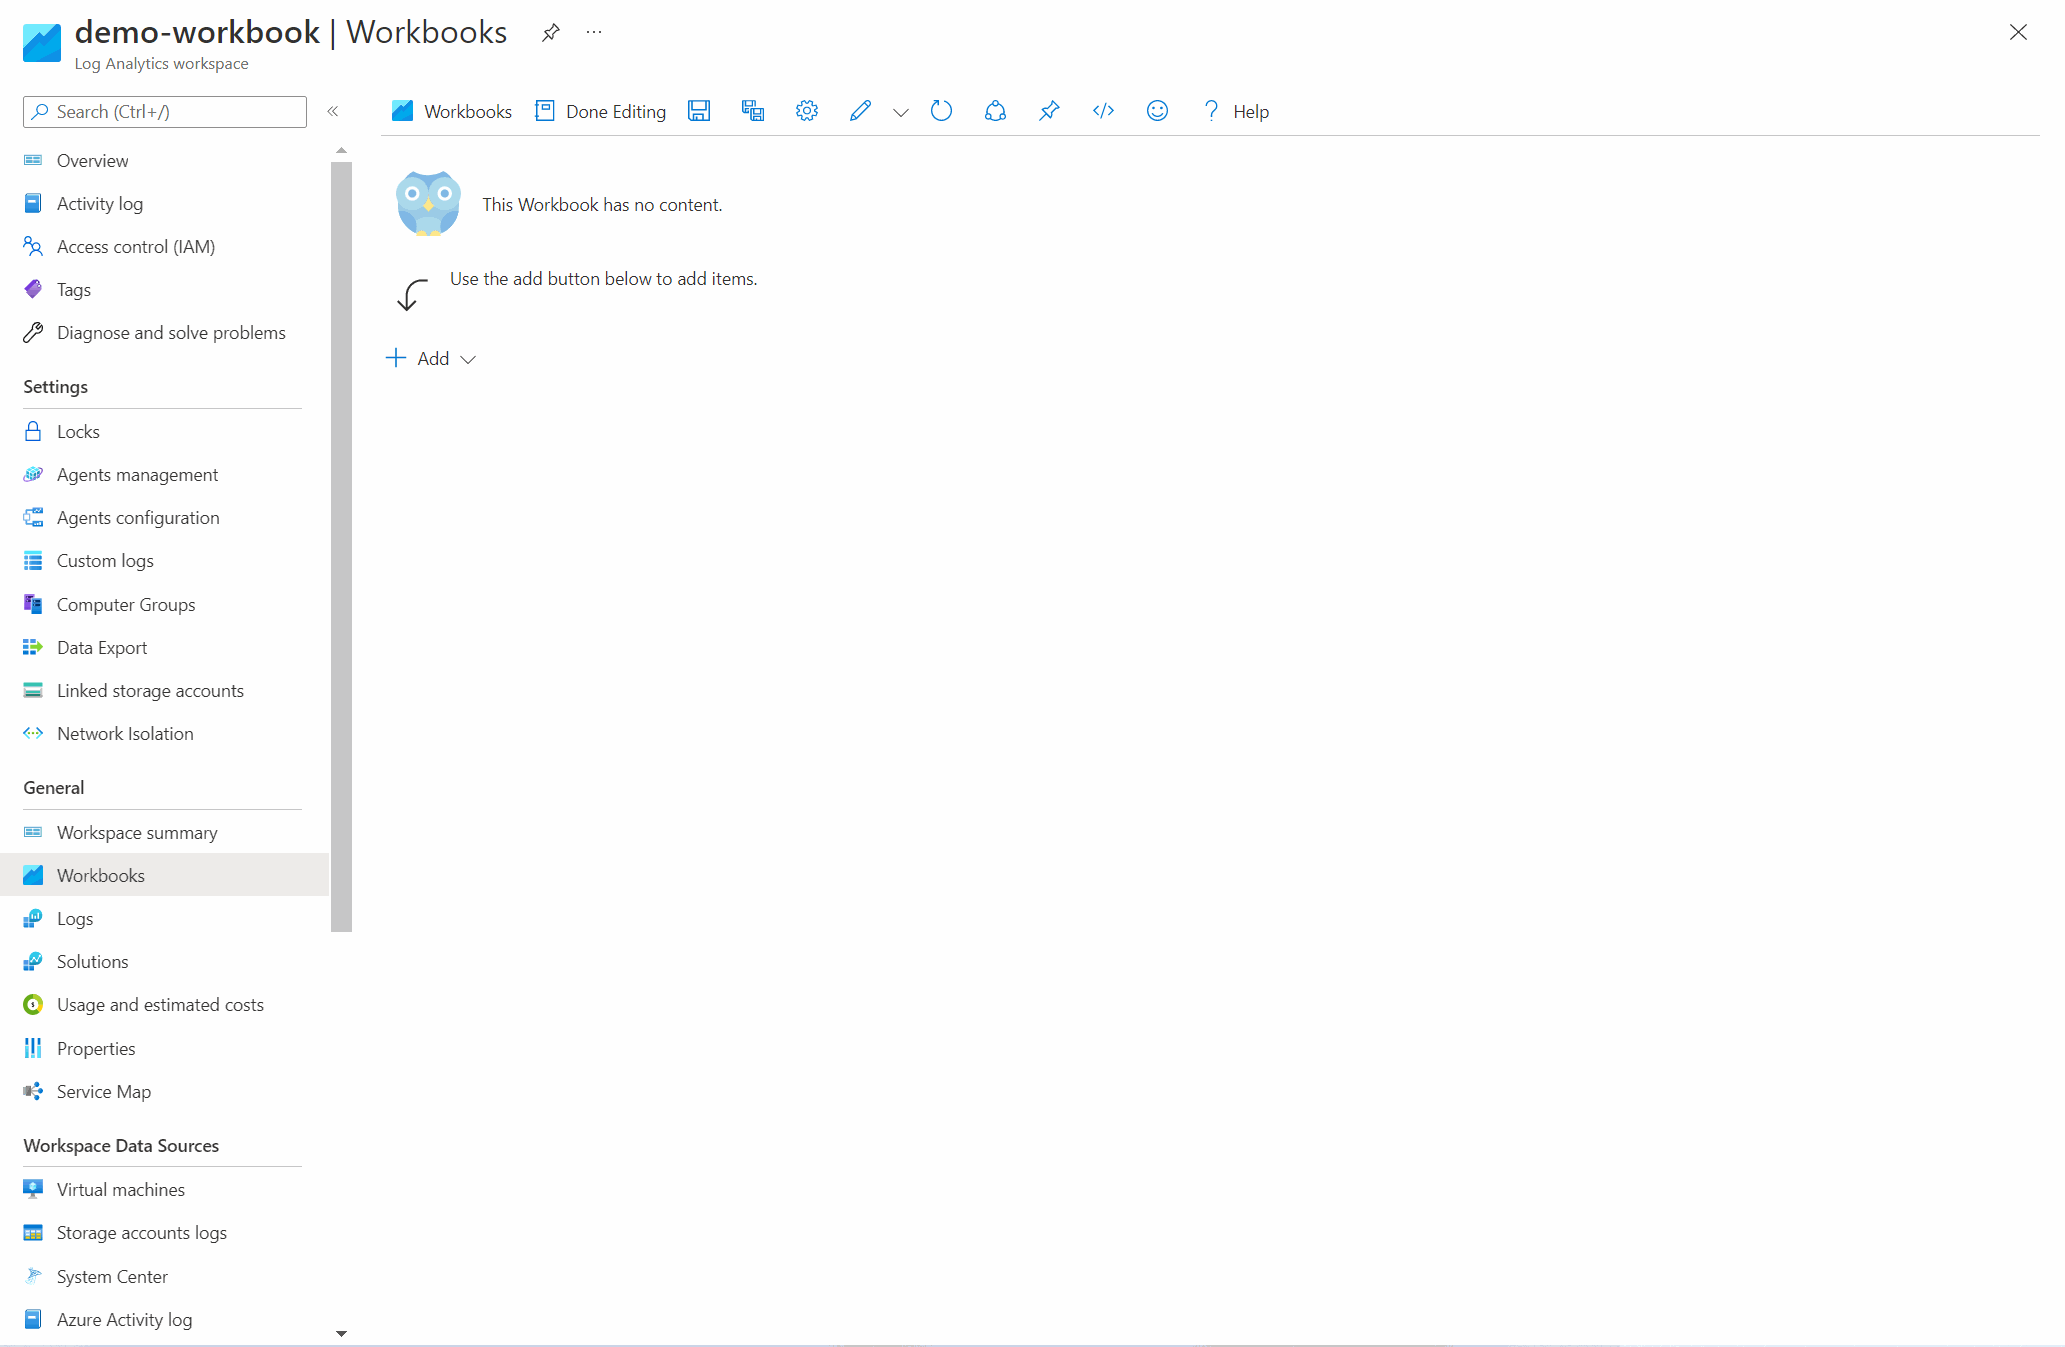 demo-workbook | Workbooks
Log Analytics workspace
Search (Ctrl+/)
Workbooks Done Editing Help
Overview
Activity log
Access control (IAM)
Tags
Diagnose and solve problems
Settings
Locks
Agents management
Agents configuration
Custom logs
Computer Groups
Data Export
Linked storage accounts
Network Isolation
General
Workspace summary
Workbooks
Logs
Solutions
Usage and estimated costs
Properties
Service Map
Workspace Data Sources
Virtual machines
Storage accounts logs
System Center
Azure Activity log
This Workbook has no content.
Use the add button below to add items.
Add